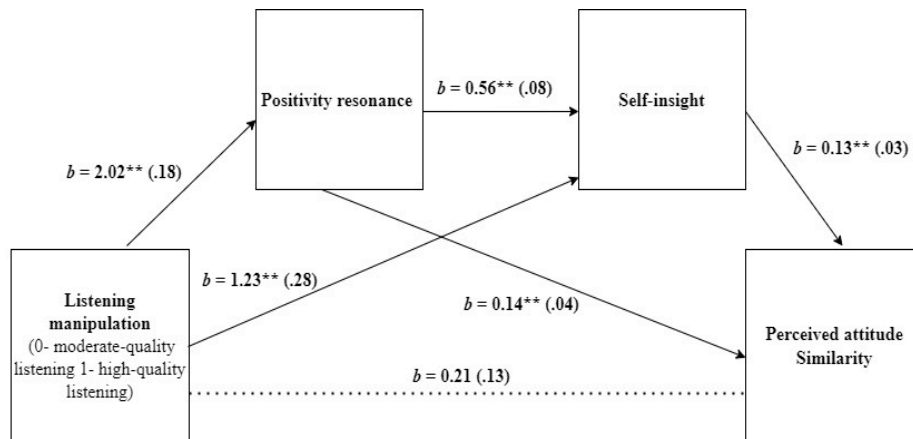 Positivity resonance
b = 0.56** (.08)
Self-insight
b = 2.02** (.18)
b = 0.13** (.03)
b = 1.23** (.28)
b = 0.14** (.04)
Listening
manipulation
(0- moderate-quality
listening 1- high-quality
listening)
Perceived attitude
Similarity
b = 0.21 (.13)